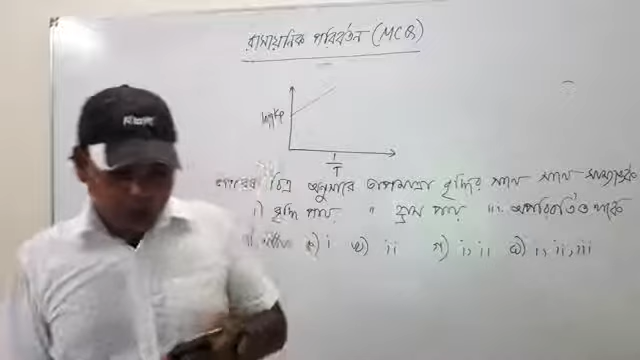 রাসায়নিক পরিবর্তন (MCQ)
logKp
1/T
চিত্র অনুসারে তাপমাত্রা বৃদ্ধির সাথে সাথে
i) বৃদ্ধি পায় ii হ্রাস পায় iii. অপরিবর্তিত থাকে
ক) i খ) ii গ) i, ii ঘ) i, ii, iii